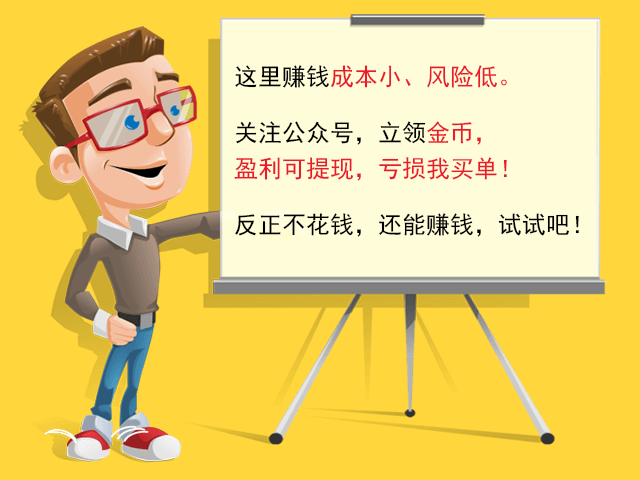 这里赚钱成本小、风险低。
关注公众号，立领金币，
盈利可提现，亏损我买单！
反正不花钱，还能赚钱，试试吧！